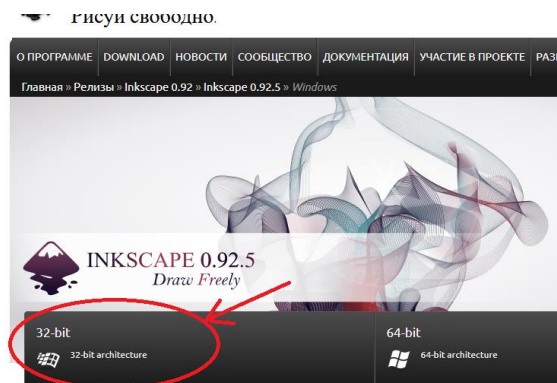 Рисуй свободно.
О ПРОГРАММЕ DOWNLOAD НОВОСТИ СООБЩЕСТВО ДОКУМЕНТАЦИЯ УЧАСТИЕ В ПРОЕКТЕ РАЗ
Главная » Релизы » Inkscape 0.92 » Inkscape 0.92.5 » Windows
INKSCAPE 0.92.5
Draw Freely
32-bit
32-bit architecture
64-bit
64-bit architecture